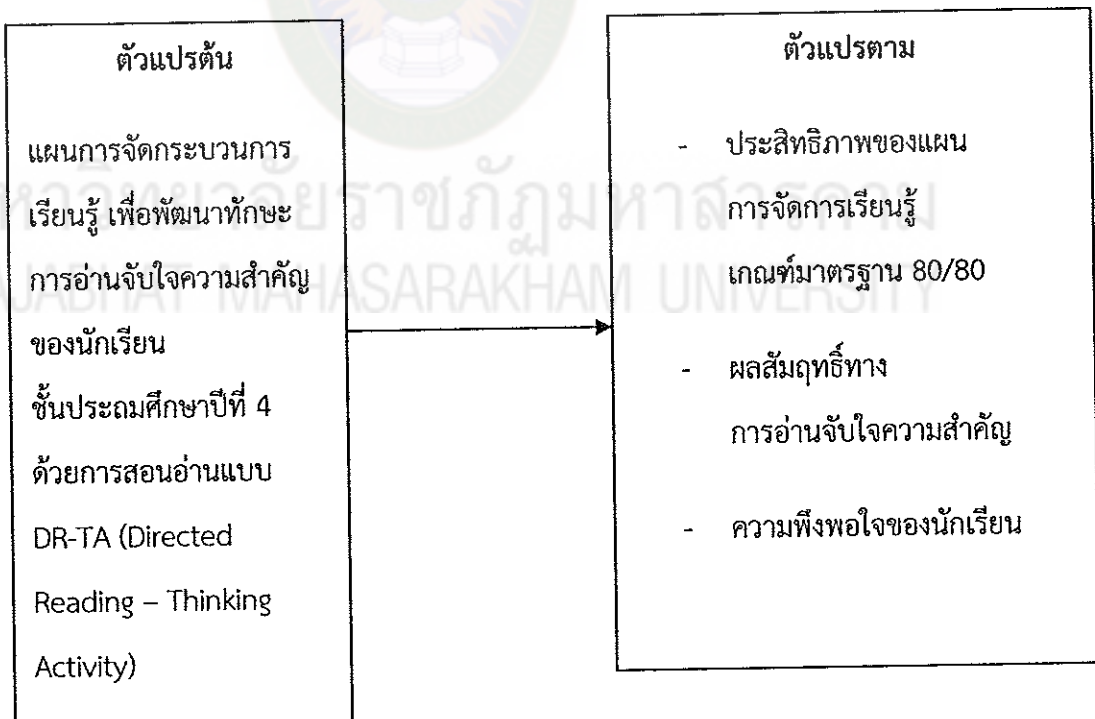 ตัวแปรต้น
แผนการจัดกระบวนการ
เรียนรู้ เพื่อพัฒนาทักษะ
การอ่านจับใจความสำคัญ
ของนักเรียน
ชั้นประถมศึกษาปีที่ 4
ด้วยการสอนอ่านแบบ
DR-TA (Directed
Reading – Thinking
Activity)
ตัวแปรตาม
- ประสิทธิภาพของแผน
การจัดการเรียนรู้
เกณฑ์มาตรฐาน 80/80
- ผลสัมฤทธิ์ทาง
การอ่านจับใจความสำคัญ
- ความพึงพอใจของนักเรียน
หาวิทยาลัยราชภัฏมหาสารคาม
JABHAT MAHASARAKHAM UNIVERSITY